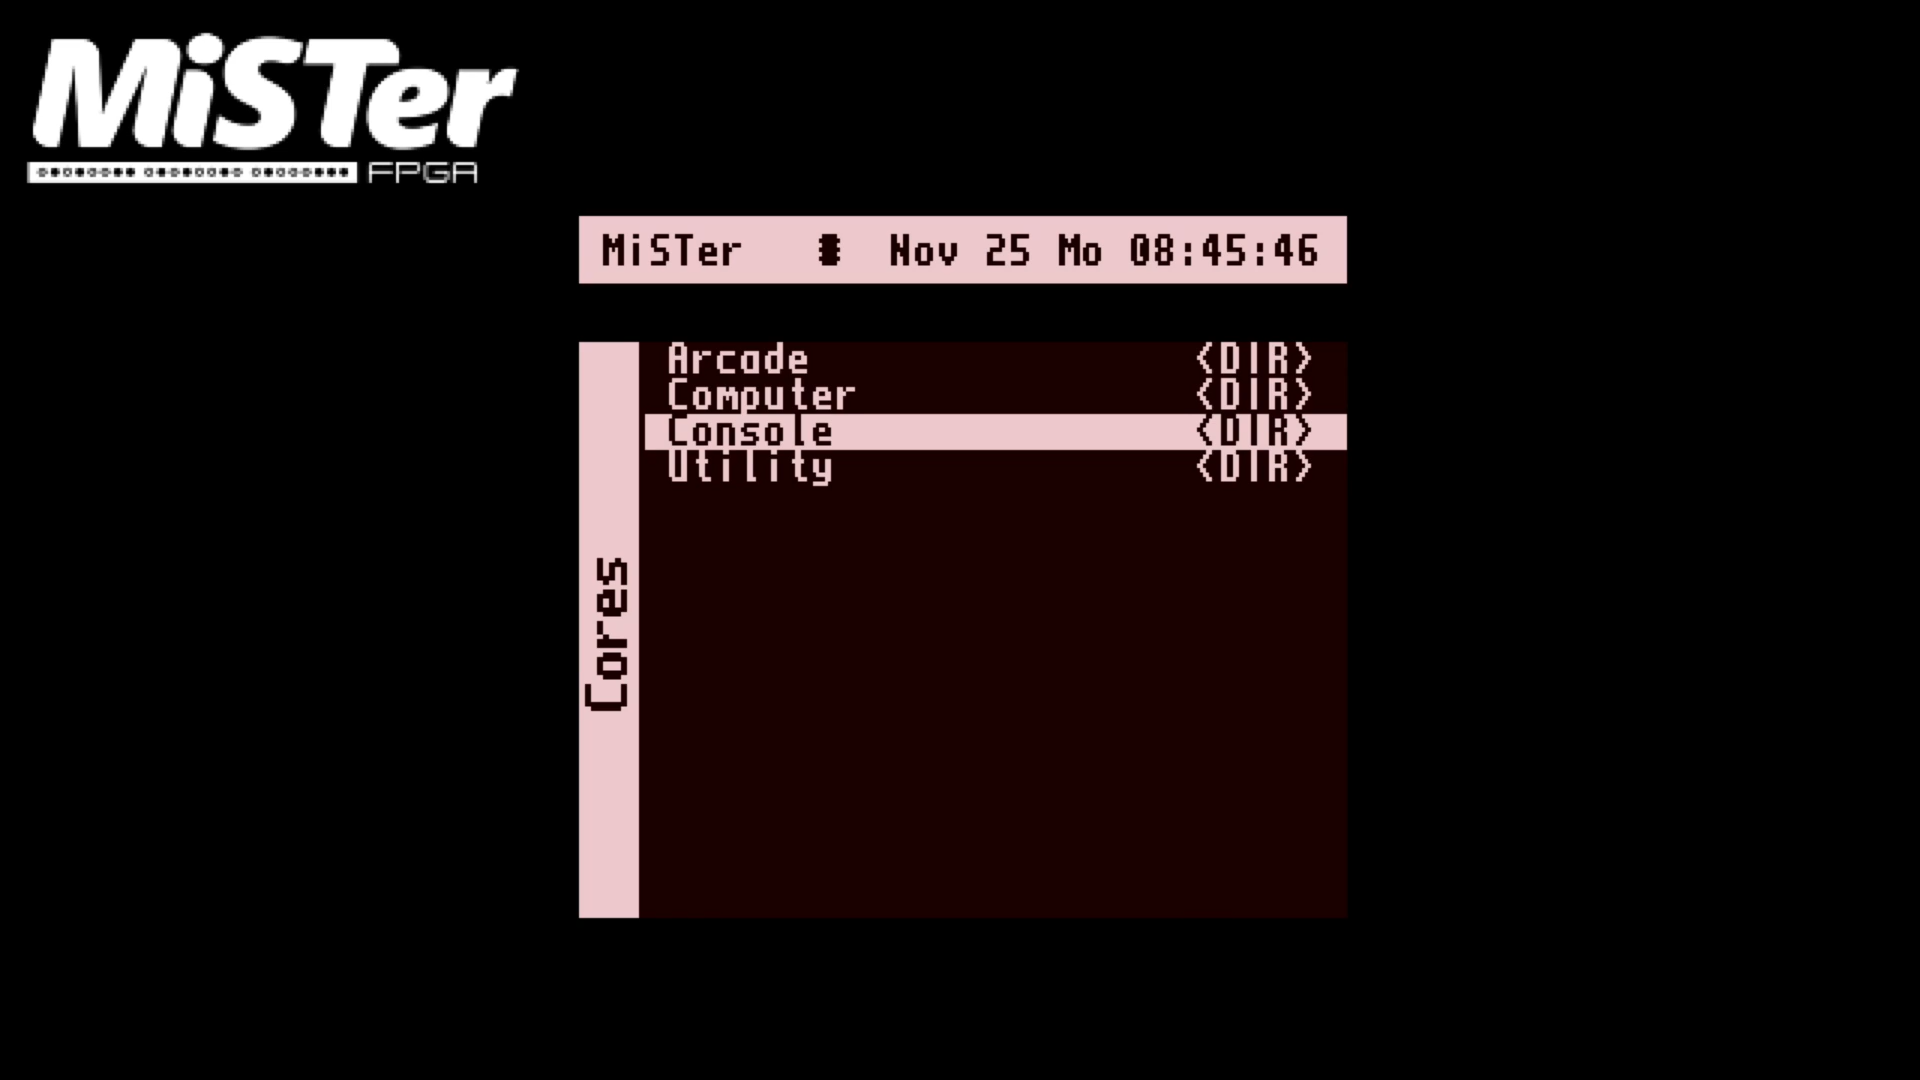 MiSTer
FPGA
MiSTer Nov 25 Mo 08:45:46
Arcade <DIR>
Computer <DIR>
Console <DIR>
Utility <DIR>
Cores